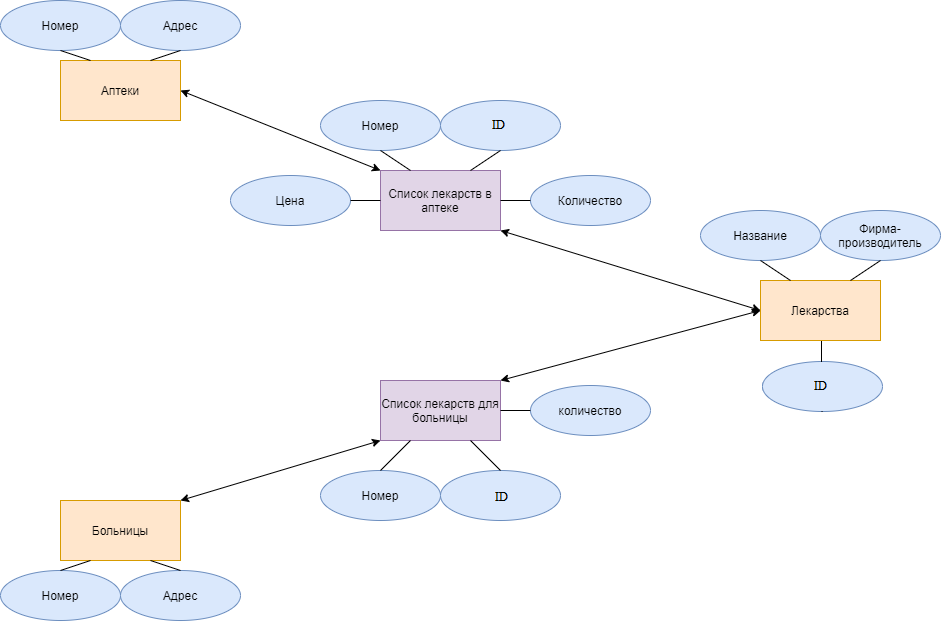 Номер
Адрес
Аптеки
Номер
ID
Цена
Список лекарств в
аптеке
Количество
Название
Фирма-
производитель
Лекарства
ID
Список лекарств для
больницы
количество
Номер
ID
Больницы
Номер
Адрес